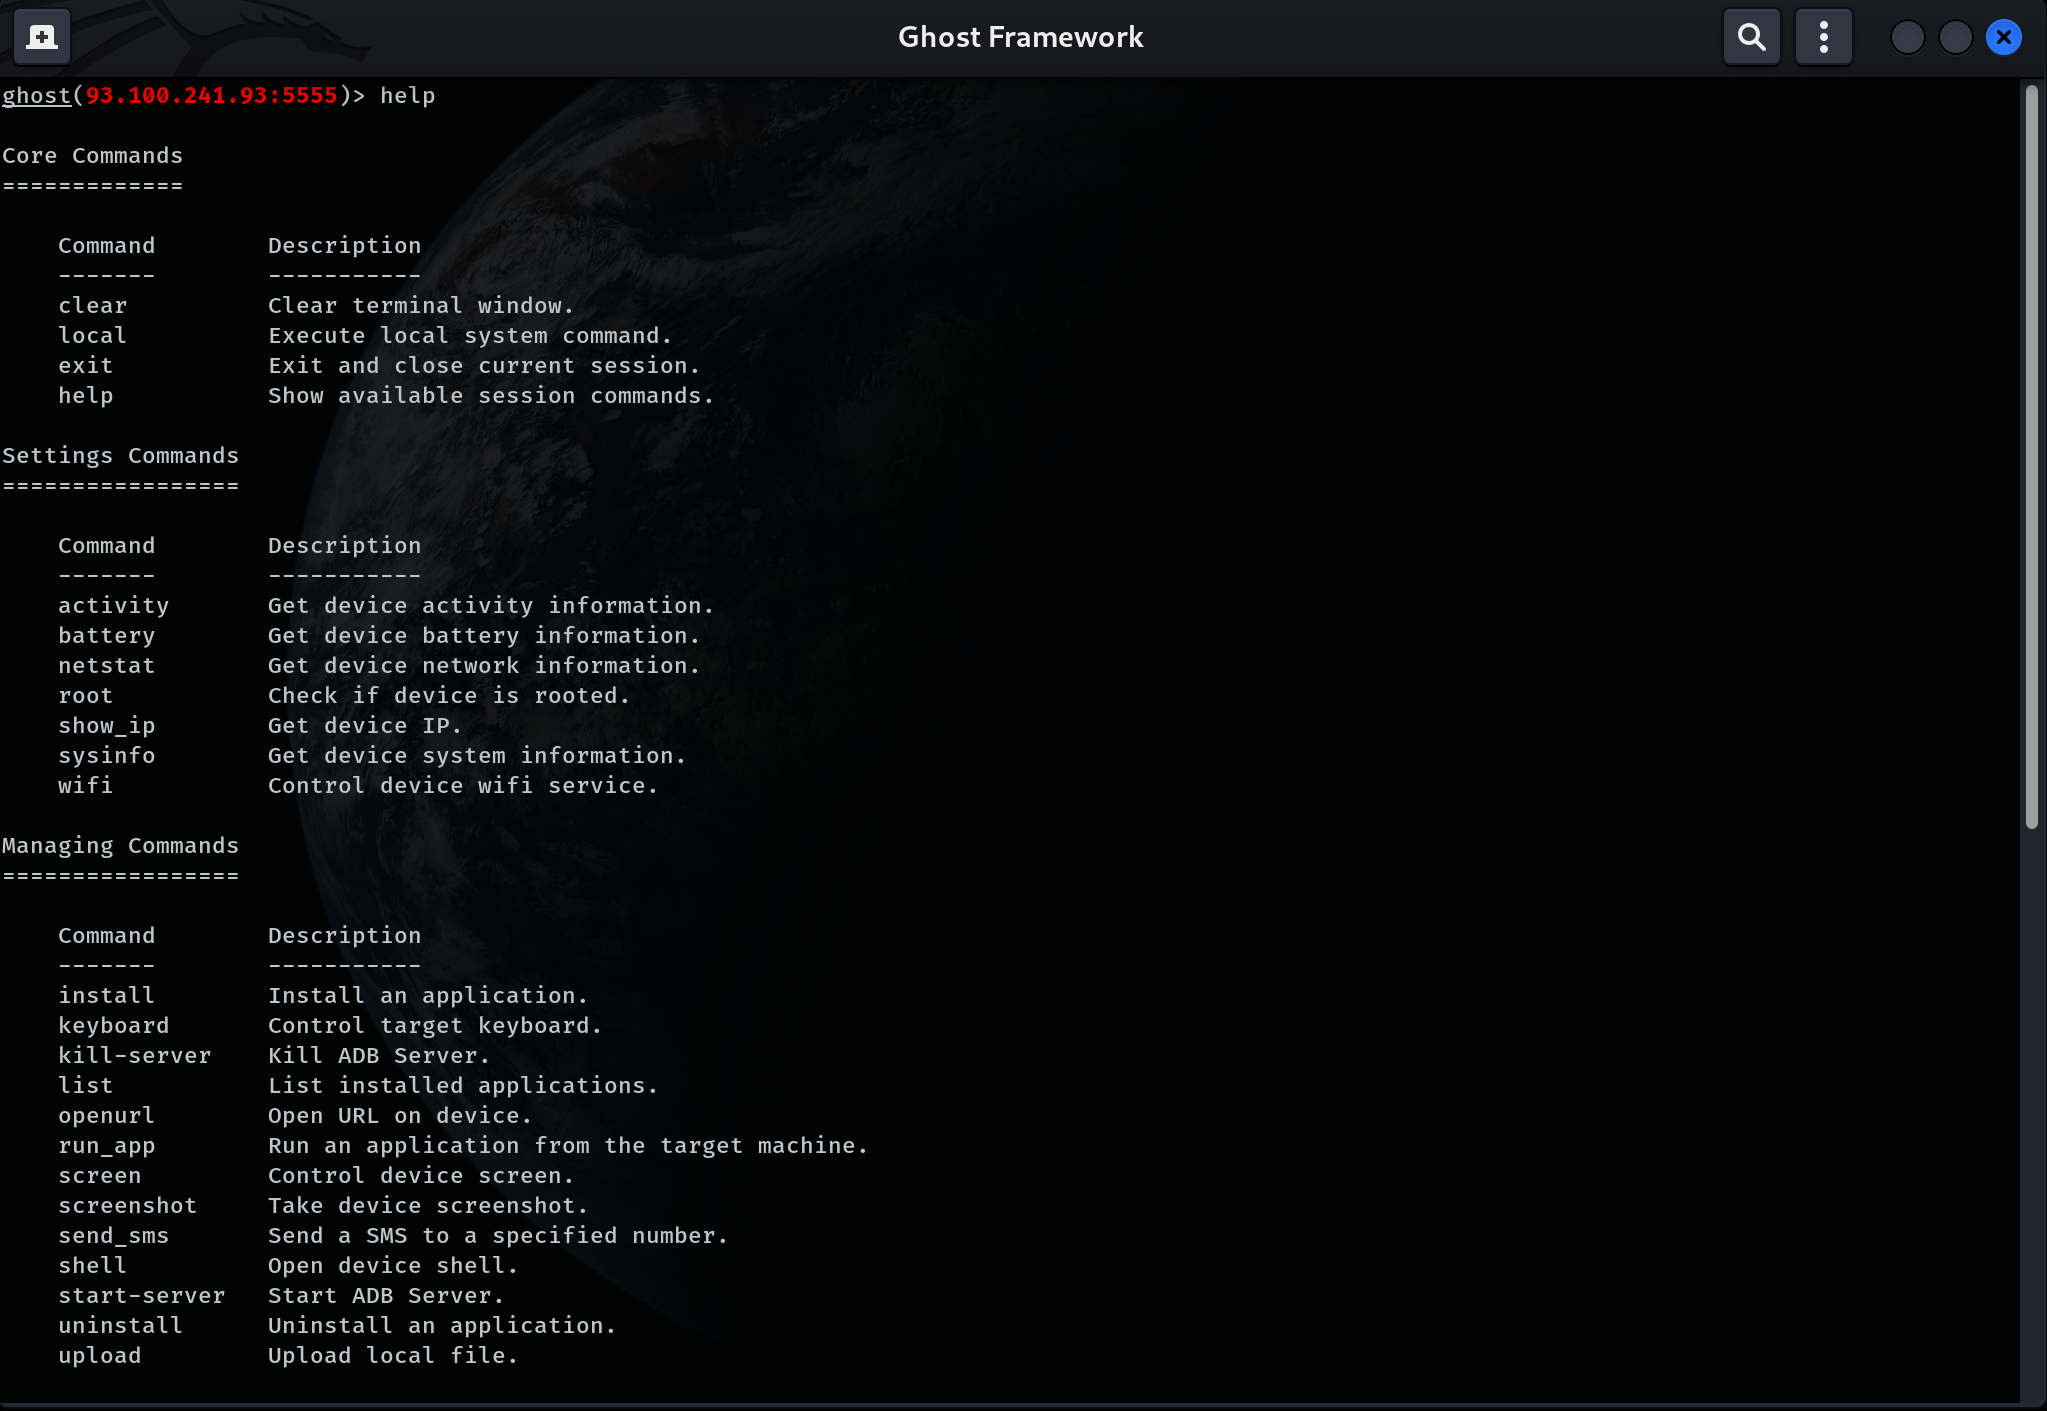 Ghost Framework
ghost(93.100.241.93:5555)> help
Core Commands
=============
Command        Description
-------        -----------
clear          Clear terminal window.
local          Execute local system command.
exit           Exit and close current session.
help           Show available session commands.
Settings Commands
=================
Command        Description
-------        -----------
activity       Get device activity information.
battery        Get device battery information.
netstat        Get device network information.
root           Check if device is rooted.
show_ip        Get device IP.
sysinfo        Get device system information.
wifi           Control device wifi service.
Managing Commands
=================
Command        Description
-------        -----------
install        Install an application.
keyboard       Control target keyboard.
kill-server    Kill ADB Server.
list           List installed applications.
openurl        Open URL on device.
run_app        Run an application from the target machine.
screen         Control device screen.
screenshot     Take device screenshot.
send_sms       Send a SMS to a specified number.
shell          Open device shell.
start-server   Start ADB Server.
uninstall      Uninstall an application.
upload         Upload local file.